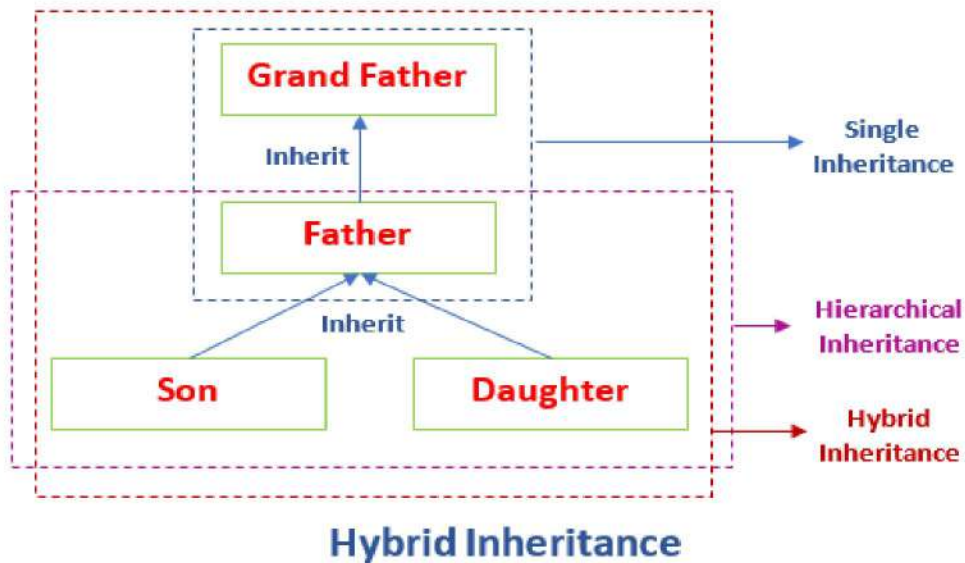 Grand Father
Inherit
Single
Inheritance
Father
Inherit
Hierarchical
Inheritance
Son
Daughter
Hybrid
Inheritance
Hybrid Inheritance